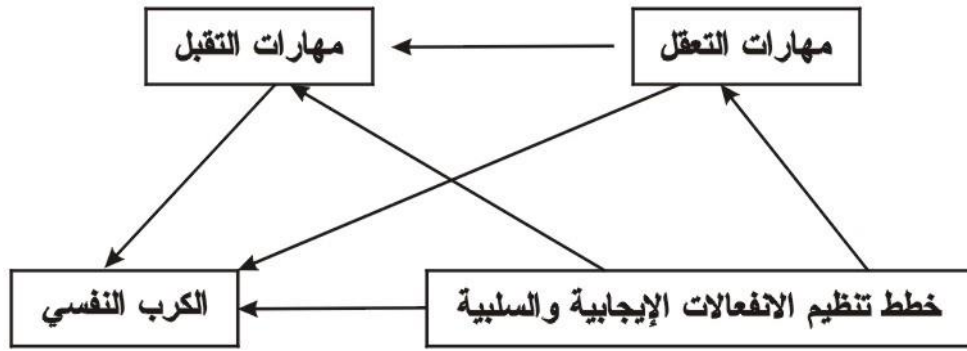 مهارات التعقل
مهارات التقبل
خطط تنظيم الانفعالات الإيجابية والسلبية
الكرب النفسي